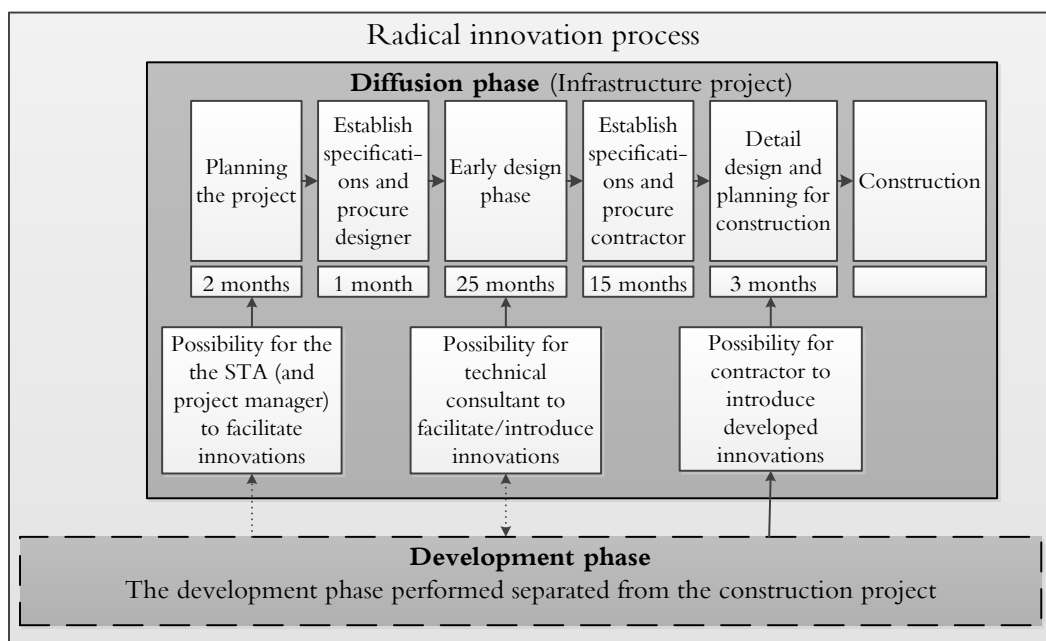 Radical innovation process
Diffusion phase (Infrastructure project)
Planning
the project
Establish
specificati-
ons and
procure
designer
Early design
phase
Establish
specificati-
ons and
procure
contractor
Detail
design and
planning for
construction
Construction
2 months
1 month
25 months
15 months
3 months
Possibility for the
the STA (and
project manager)
to facilitate
innovations
Possibility for
technical
consultant to
facilitate/introduce
innovations
Possibility for
contractor to
introduce
developed
innovations
Development phase
The development phase performed separated from the construction project